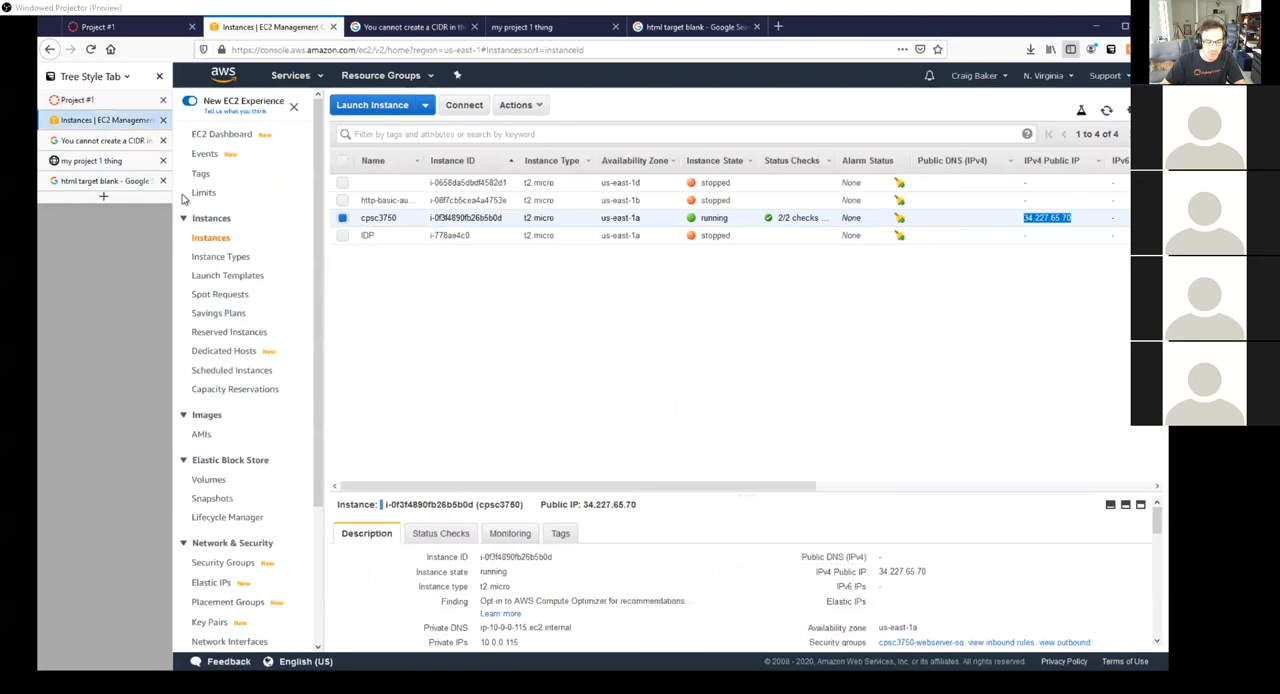 Windowed Projector (Preview)
Project #1
Instances | EC2 Management
You cannot create a CIDR in the
my project 1 thing
html target blank - Google Sea
https://console.aws.amazon.com/ec2/v2/home?region=us-east-1#Instances:sort=instanceId
Tree Style Tab
Project #1
Instances | EC2 Managemen
You cannot create a CIDR in
my project 1 thing
html target blank - Google S
aws
Services
Resource Groups
Craig Baker
N. Virginia
Support
New EC2 Experience
Tell us what you think
EC2 Dashboard New
Events New
Tags
Limits
Instances
Instances
Instance Types
Launch Templates
Spot Requests
Savings Plans
Reserved Instances
Dedicated Hosts New
Scheduled Instances
Capacity Reservations
Images
AMIs
Elastic Block Store
Volumes
Snapshots
Lifecycle Manager
Network & Security
Security Groups New
Elastic IPs New
Placement Groups New
Key Pairs New
Network Interfaces
Launch Instance
Connect
Actions
Filter by tags and attributes or search by keyword
1 to 4 of 4
Name Instance ID Instance Type Availability Zone Instance State Status Checks Alarm Status Public DNS (IPv4) IPv4 Public IP IPv6
i-0658da5dbdf4582d1 t2.micro us-east-1d stopped None - -
http-basic-au... i-08f7cb5ec4a4753e t2.micro us-east-1b stopped None - -
cpsc3750 i-0f3f4890fb26b5b0d t2.micro us-east-1a running 2/2 checks ... None 34.227.65.70 -
IDP i-778ae4c0 t2.micro us-east-1a stopped None - -
Instance: i-0f3f4890fb26b5b0d (cpsc3750) Public IP: 34.227.65.70
Description
Status Checks
Monitoring
Tags
Instance ID i-0f3f4890fb26b5b0d
Instance state running
Instance type t2.micro
Finding Opt-in to AWS Compute Optimizer for recommendations.
Learn more
Private DNS ip-10-0-0-115.ec2.internal
Private IPs 10.0.0.115
Public DNS (IPv4) -
IPv4 Public IP 34.227.65.70
IPv6 IPs -
Elastic IPs
Availability zone us-east-1a
Security groups cpsc3750-webserver-sg. view inbound rules. view outbound
Feedback
English (US)
© 2008 - 2020, Amazon Web Services, Inc. or its affiliates. All rights reserved.
Privacy Policy
Terms of Use